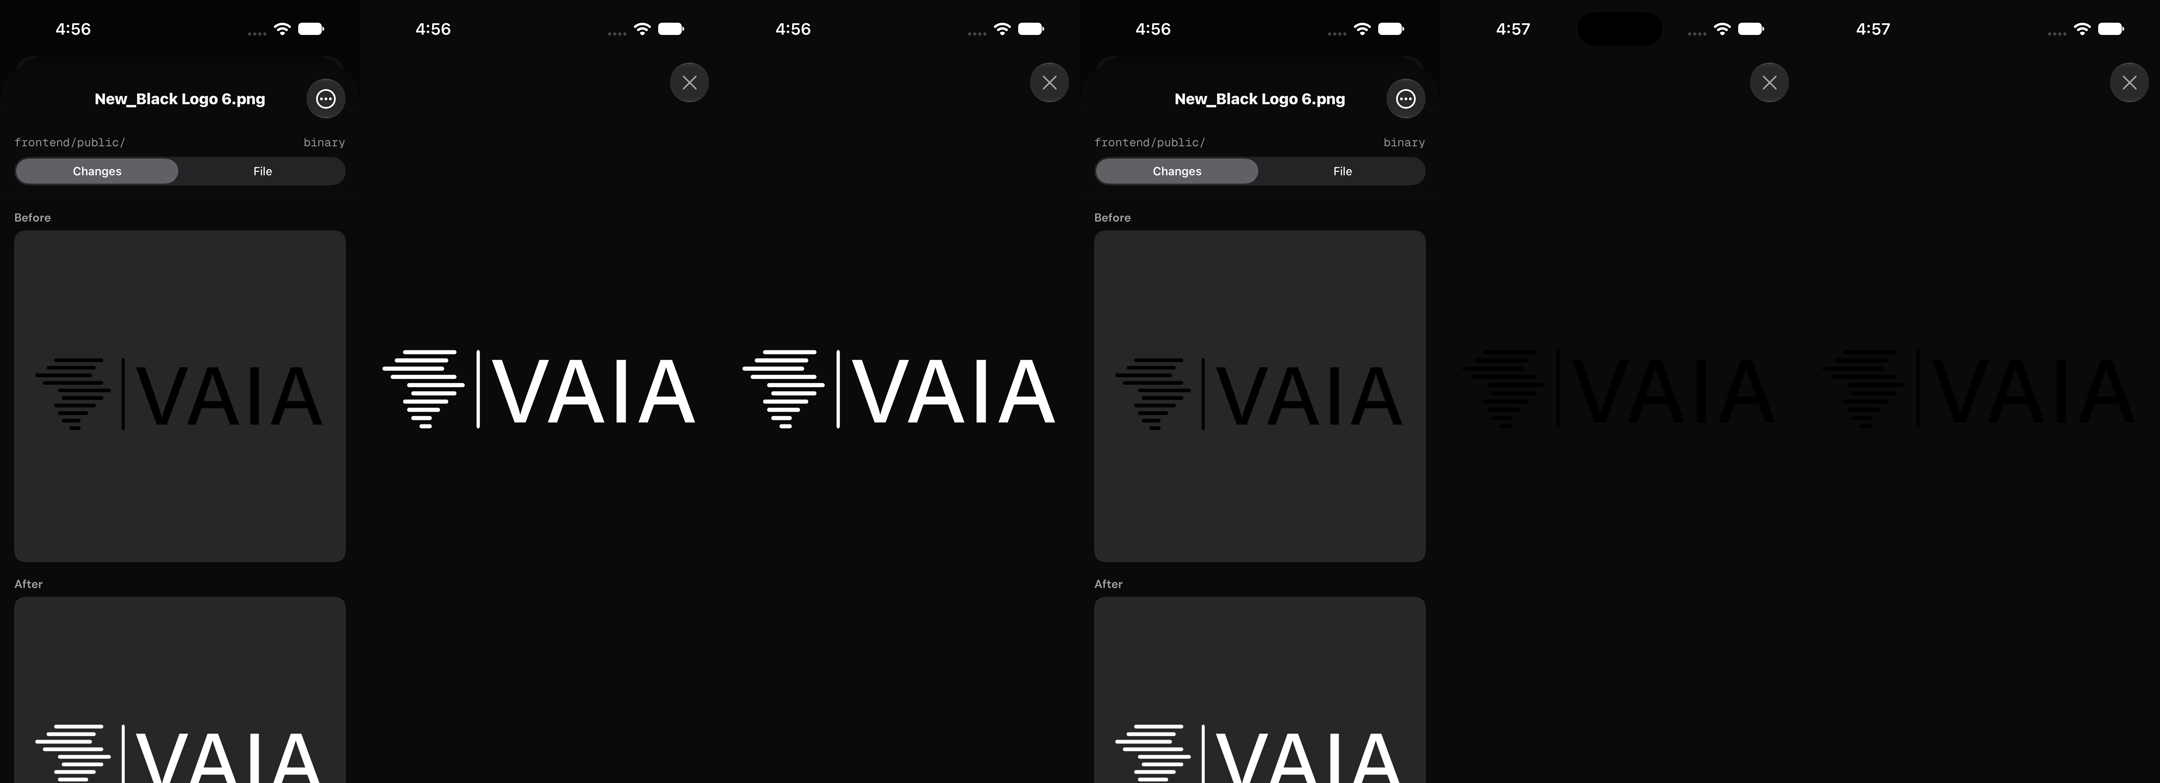 4:56
New_Black Logo 6.png
frontend/public/
binary
Changes
File
Before
VAIA
After
VAIA
4:56
VAIA
4:56
VAIA
4:56
New_Black Logo 6.png
frontend/public/
binary
Changes
File
Before
VAIA
After
VAIA
4:57
VAIA
4:57
VAIA